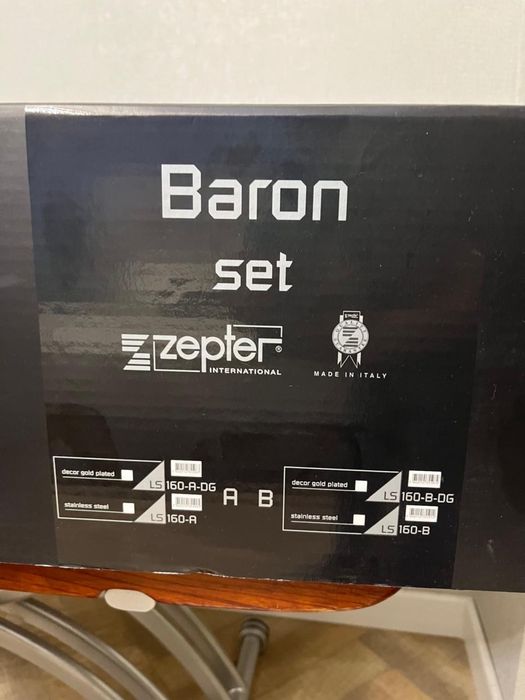 Baron
set
zepter®
INTERNATIONAL
zepter
MADE IN ITALY
decor gold plated
LS 160-A-DG
stainless steel
LS 160-A
A B
decor gold plated
LS 160-B-DG
stainless steel
LS 160-B